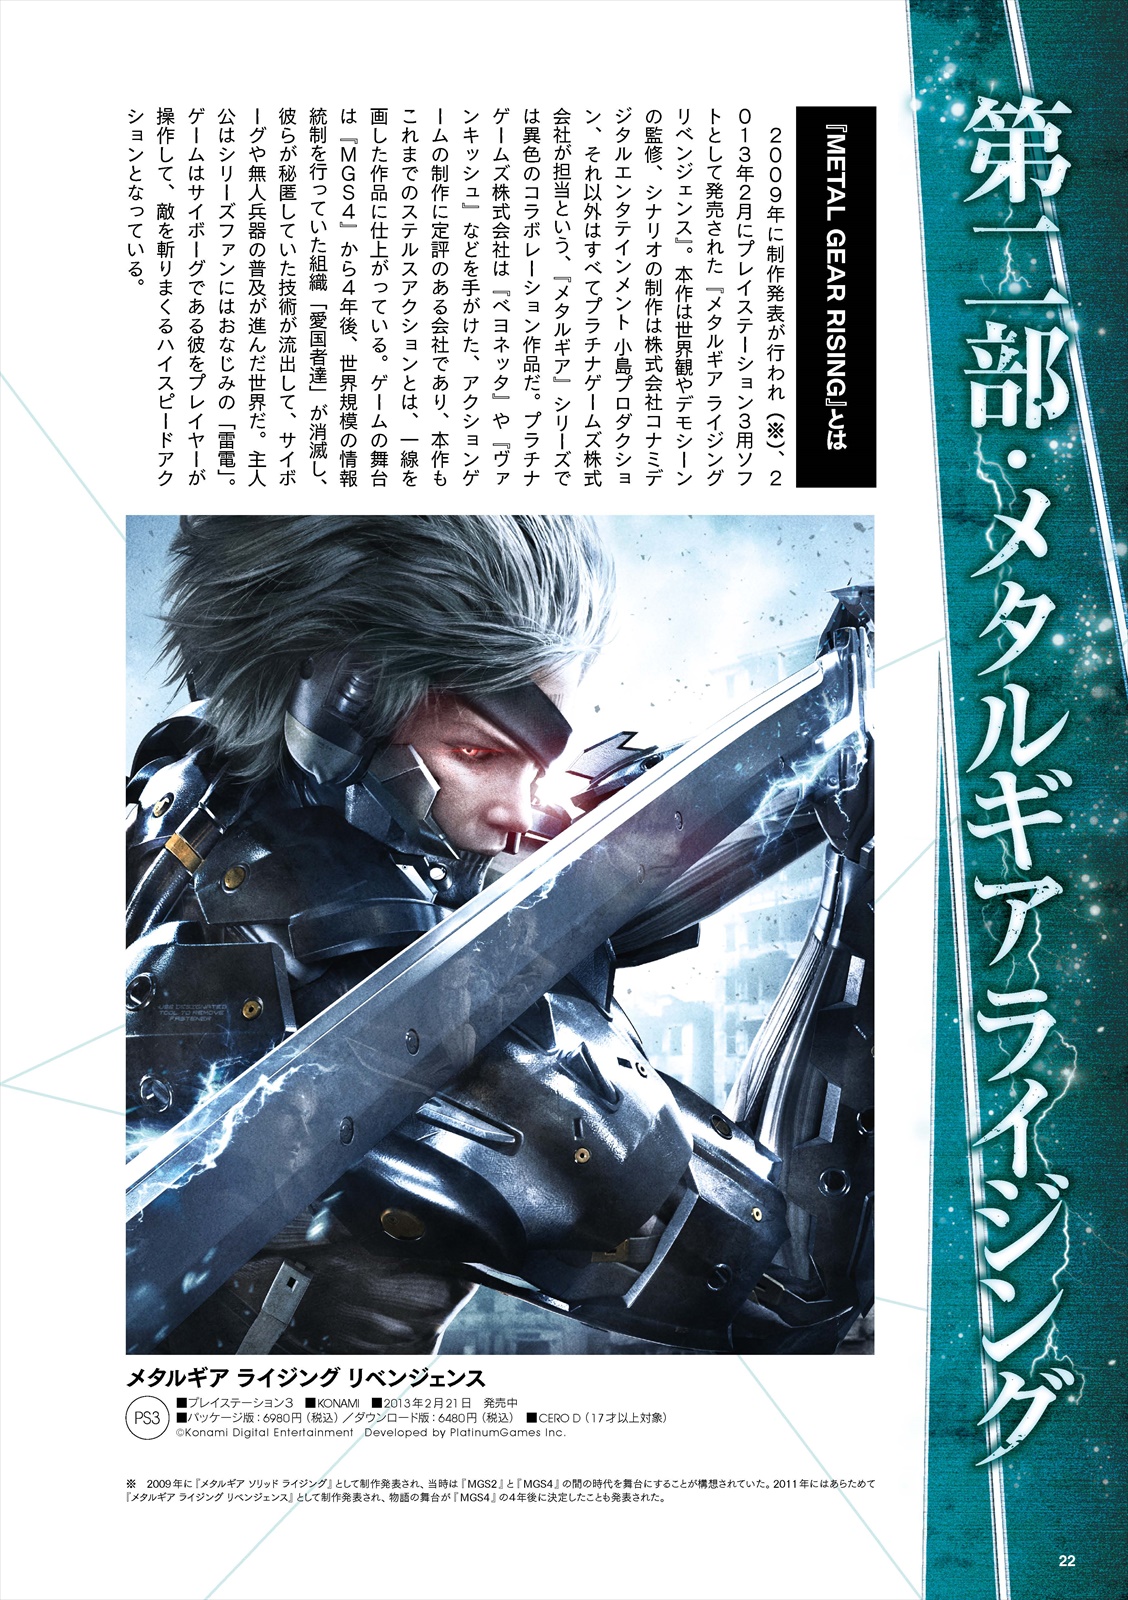 第二部・メタルギアライジング
『METAL GEAR RISING』とは
２００９年に制作発表が行われ（※）、２
０１３年２月にプレイステーション３用ソフ
トとして発売された『メタルギア ライジング
リベンジェンス』。本作は世界観やデモシーン
の監修、シナリオの制作は株式会社コナミデ
ジタルエンタテインメント 小島プロダクショ
ン、それ以外はすべてプラチナゲームズ株式
会社が担当という、『メタルギア』シリーズで
は異色のコラボレーション作品だ。プラチナ
ゲームズ株式会社は『ベヨネッタ』や『ヴァ
ンキッシュ』などを手がけた、アクションゲ
ームの制作に定評のある会社であり、本作も
これまでのステルスアクションとは、一線を
画した作品に仕上がっている。ゲームの舞台
は『ＭＧＳ４』から４年後、世界規模の情報
統制を行っていた組織「愛国者達」が消滅し、
彼らが秘匿していた技術が流出して、サイボ
ーグや無人兵器の普及が進んだ世界だ。主人
公はシリーズファンにはおなじみの「雷電」。
ゲームはサイボーグである彼をプレイヤーが
操作して、敵を斬りまくるハイスピードアク
ションとなっている。
USE DESIGNATED
TOOL TO REMOVE
FASTENER
メタルギア ライジング リベンジェンス
PS3
■プレイステーション3　■KONAMI　■2013年2月21日　発売中
■パッケージ版：6980円（税込）／ダウンロード版：6480円（税込）　■CERO D（17才以上対象）
©Konami Digital Entertainment　Developed by PlatinumGames Inc.
※　2009年に『メタルギア ソリッド ライジング』として制作発表され、当時は『MGS2』と『MGS4』の間の時代を舞台にすることが構想されていた。2011年にはあらためて
『メタルギア ライジング リベンジェンス』として制作発表され、物語の舞台が『MGS4』の4年後に決定したことも発表された。
22